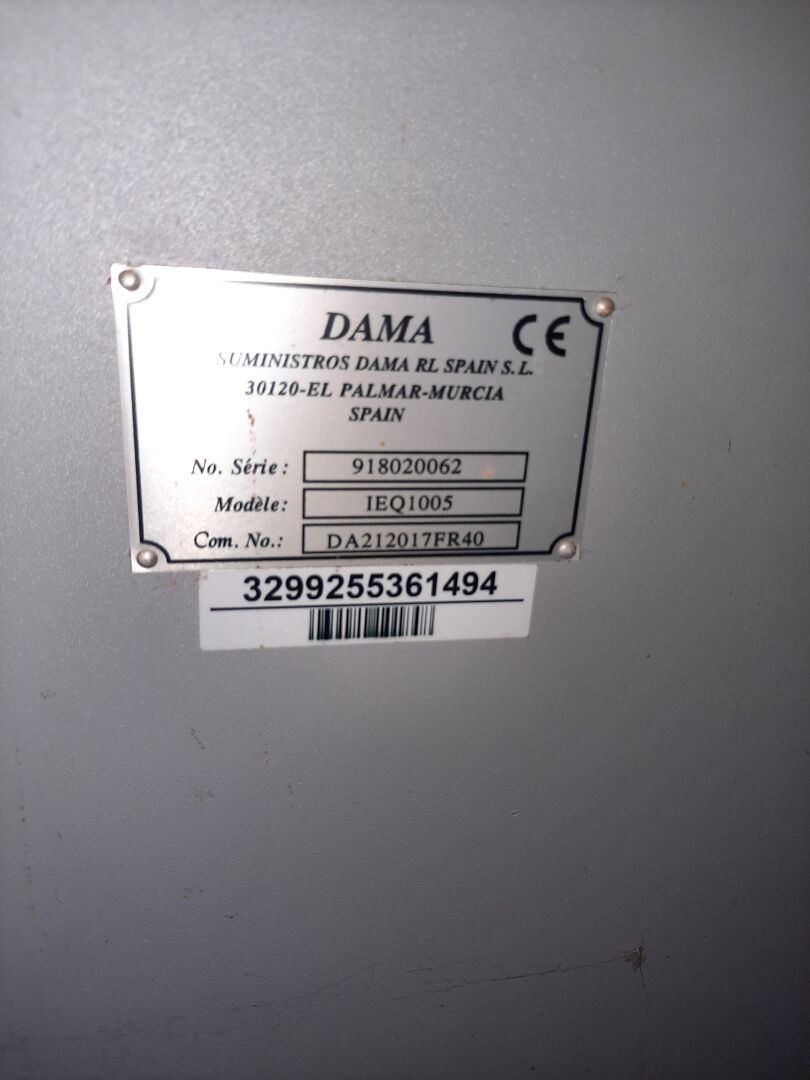 DAMA CE
SUMINISTROS DAMA RL SPAIN S.L.
30120-EL PALMAR-MURCIA
SPAIN
No. Série: 918020062
Modèle: IEQ1005
Com. No.: DA212017FR40
3299255361494